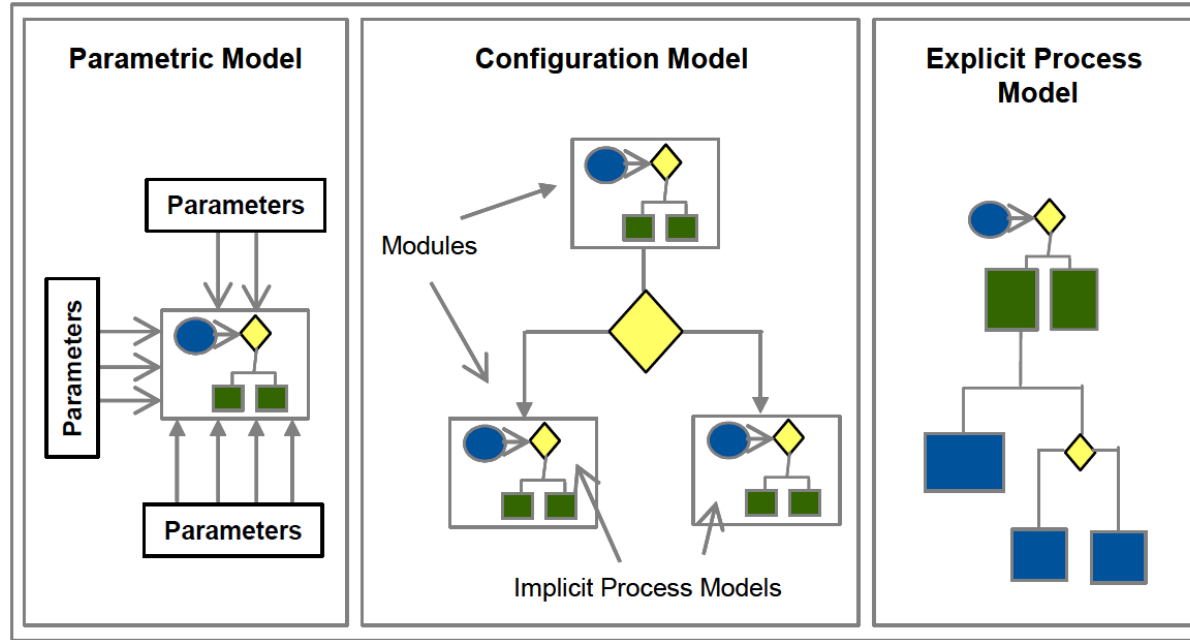 Parametric Model
Parameters
Parameters
Parameters
Configuration Model
Modules
Implicit Process Models
Explicit Process
Model